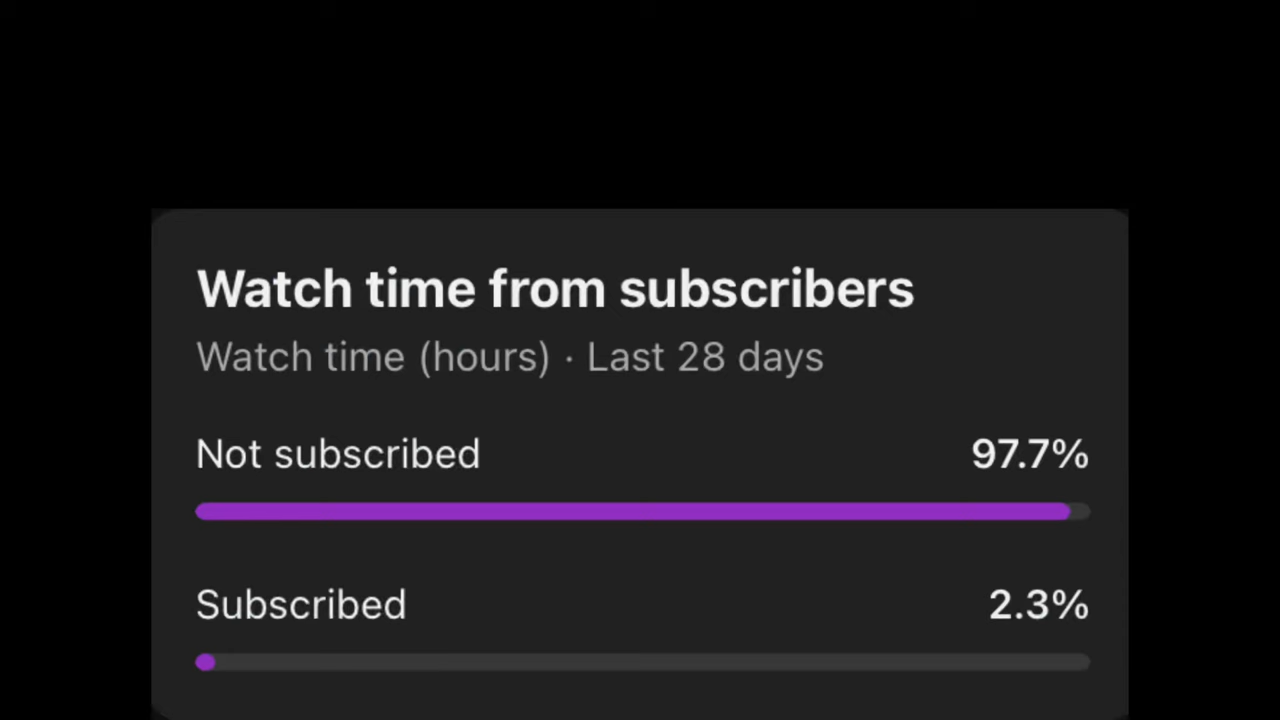 Watch time from subscribers
Watch time (hours) · Last 28 days
Not subscribed 97.7%
Subscribed 2.3%